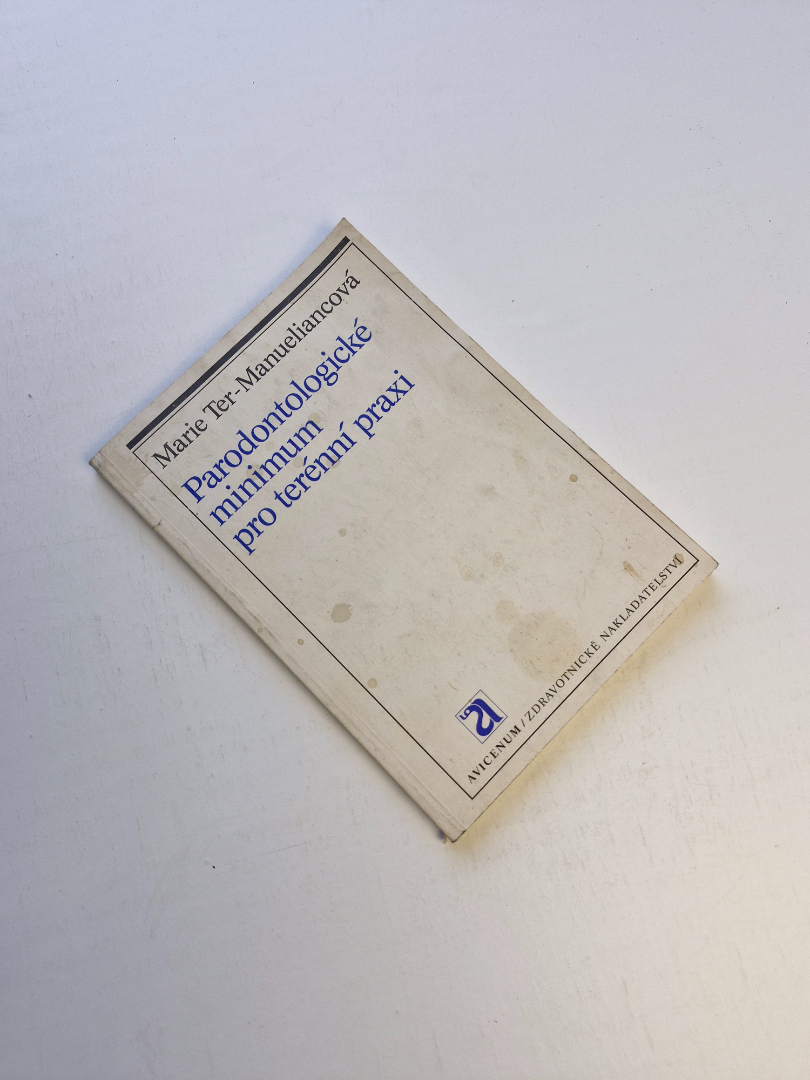 Marie Ter-Manueliancová
Parodontologické
minimum
pro terénní praxi
AVICENUM/ZDRAVOTNICKÉ NAKLADATELSTVÍ